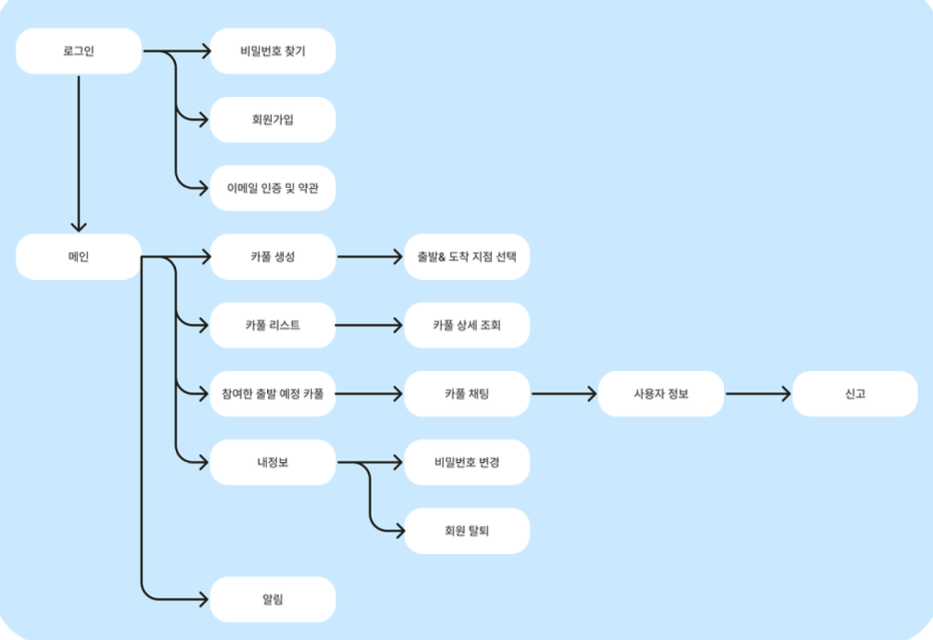 로그인
비밀번호 찾기
회원가입
이메일 인증 및 약관
메인
카풀 생성
출발& 도착 지점 선택
카풀 리스트
카풀 상세 조회
참여한 출발 예정 카풀
카풀 채팅
사용자 정보
신고
내정보
비밀번호 변경
회원 탈퇴
알림